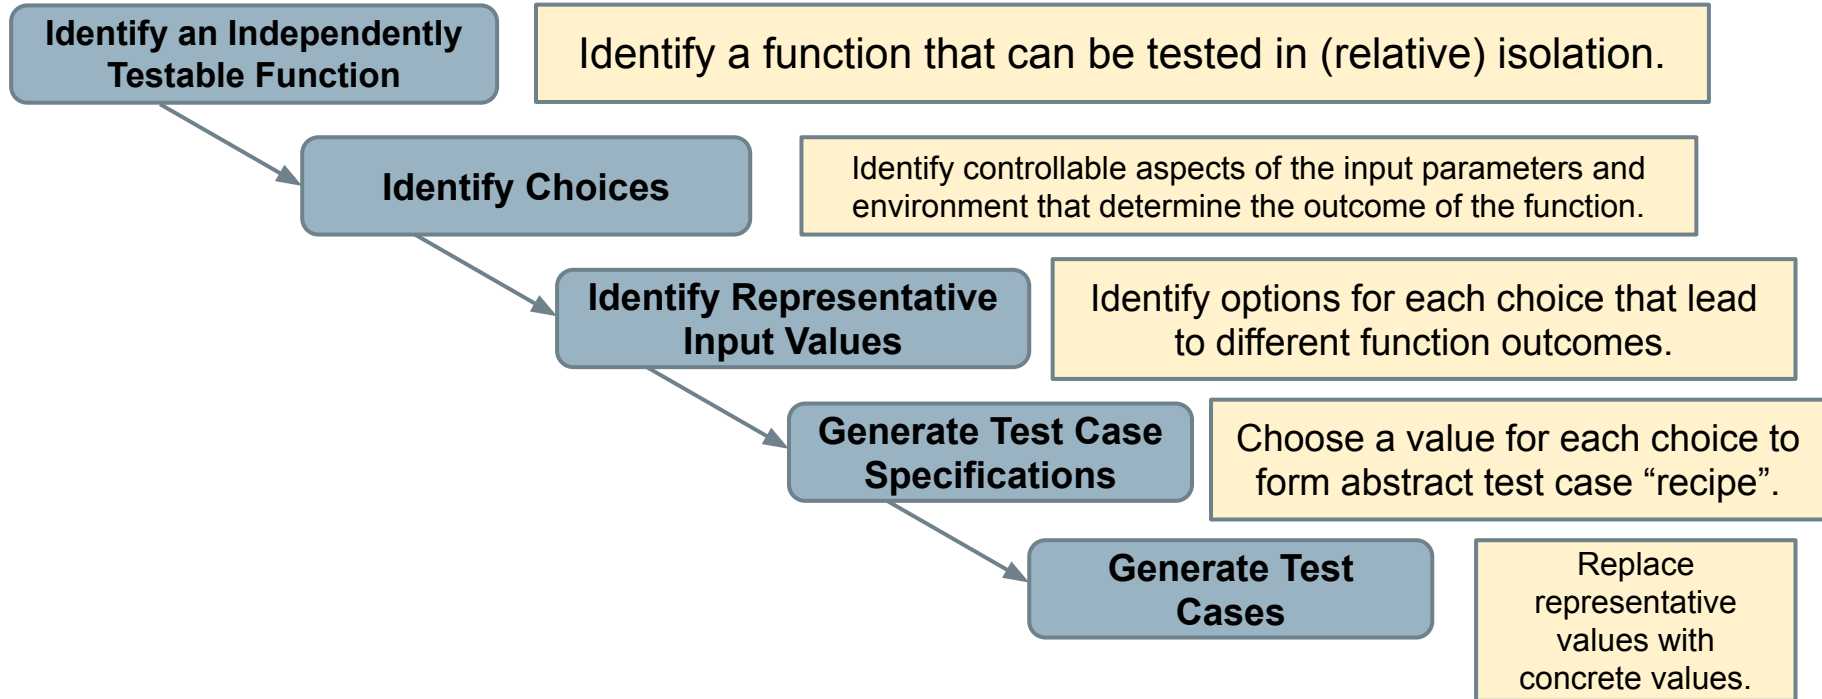 Identify an Independently
Testable Function
Identify a function that can be tested in (relative) isolation.
Identify Choices
Identify controllable aspects of the input parameters and
environment that determine the outcome of the function.
Identify Representative
Input Values
Identify options for each choice that lead
to different function outcomes.
Generate Test Case
Specifications
Choose a value for each choice to
form abstract test case “recipe”.
Generate Test
Cases
Replace
representative
values with
concrete values.